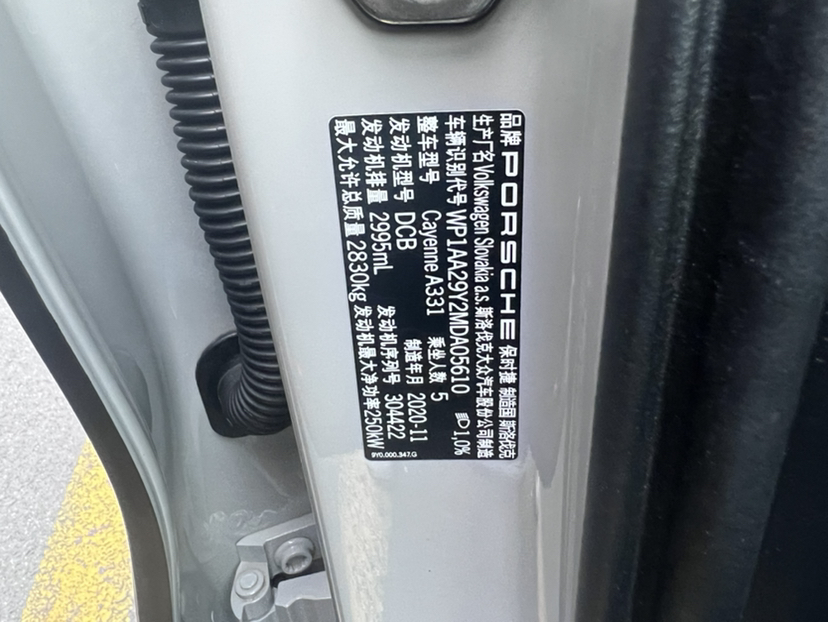 品牌 PORSCHE 保时捷 制造国 斯洛伐克
生产厂名 Volkswagen Slovakia a.s.斯洛伐克大众汽车股份公司制造
车辆识别代号 WP1AA29Y2MDA05610 1,0%
整车型号 Cayenne A331 乘坐人数 5
发动机型号 DCB 制造年月 2020-11
发动机排量 2995mL 发动机序列号 304422
最大允许总质量 2830kg 发动机最大净功率 250kW
9Y0.000.347.G